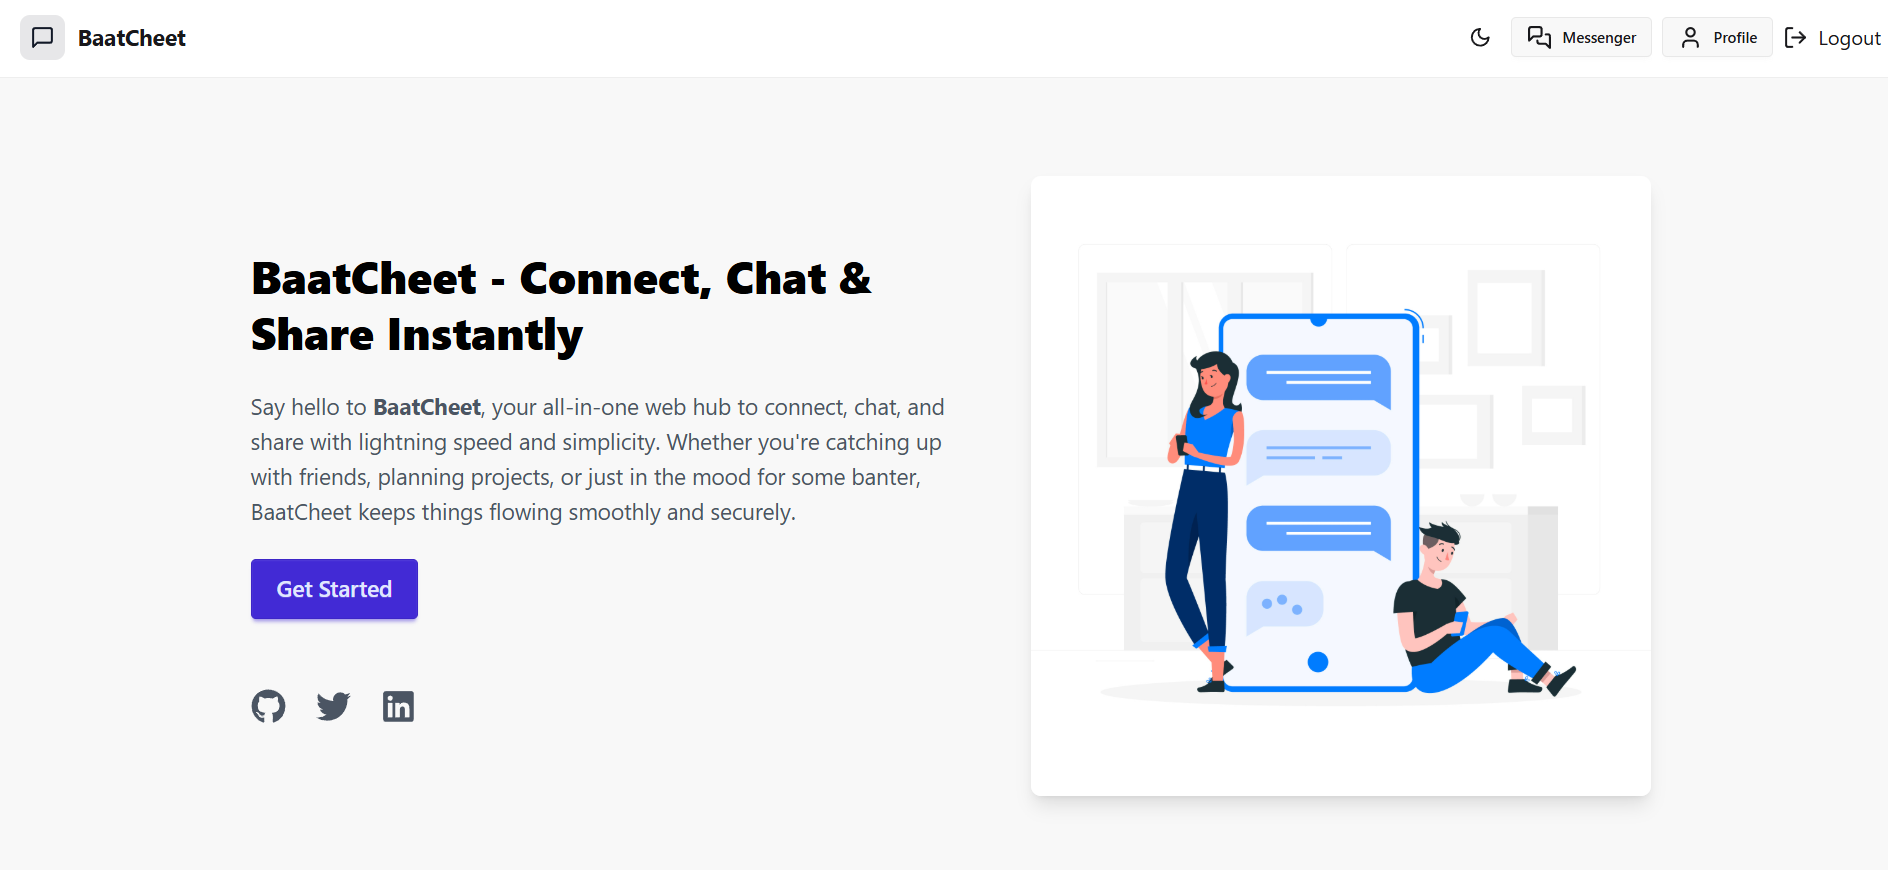 BaatCheet
Messenger
Profile
Logout
BaatCheet - Connect, Chat &
Share Instantly
Say hello to BaatCheet, your all-in-one web hub to connect, chat, and
share with lightning speed and simplicity. Whether you're catching up
with friends, planning projects, or just in the mood for some banter,
BaatCheet keeps things flowing smoothly and securely.
Get Started